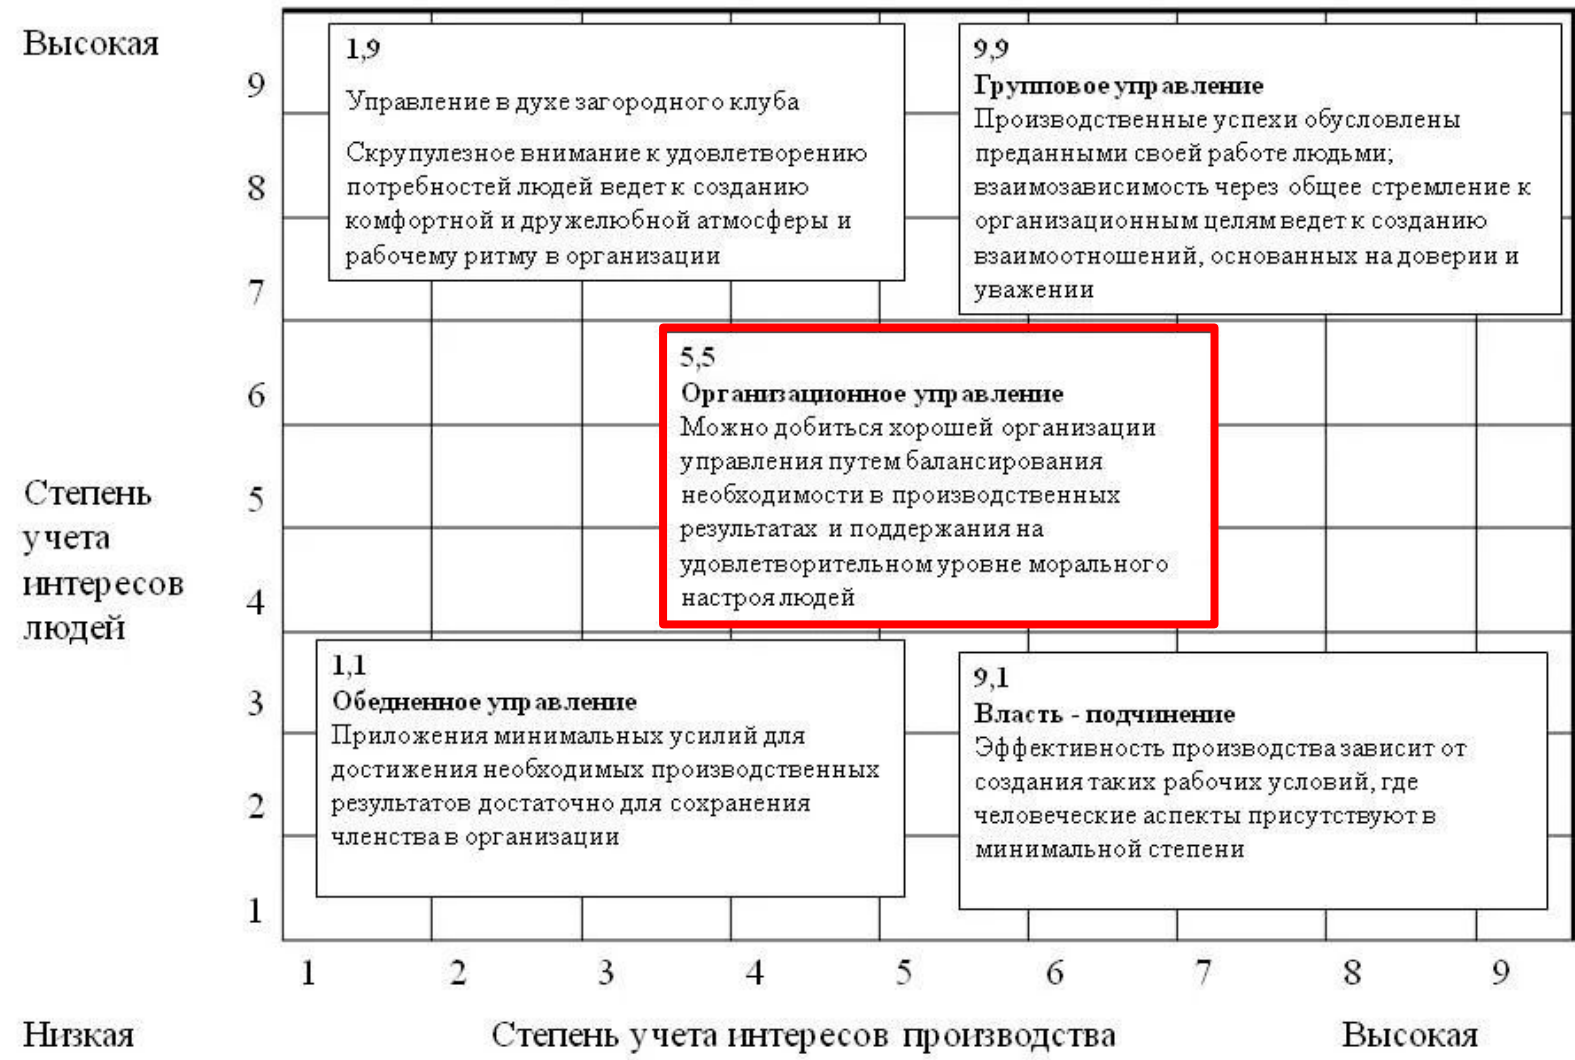 Высокая
9
8
7
6
5
4
3
2
1
Степень
учета
интересов
людей
1,9
Управление в духе загородного клуба
Скрупулезное внимание к удовлетворению
потребностей людей ведет к созданию
комфортной и дружелюбной атмосферы и
рабочему ритму в организации
9,9
Групповое управление
Производственные успехи обусловлены
преданными своей работе людьми;
взаимозависимость через общее стремление к
организационным целям ведет к созданию
взаимоотношений, основанных на доверии и
уважении
5,5
Организационное управление
Можно добиться хорошей организации
управления путем балансирования
необходимости в производственных
результатах и поддержания на
удовлетворительном уровне морального
настроя людей
1,1
Обедненное управление
Приложения минимальных усилий для
достижения необходимых производственных
результатов достаточно для сохранения
членства в организации
9,1
Власть - подчинение
Эффективность производства зависит от
создания таких рабочих условий, где
человеческие аспекты присутствуют в
минимальной степени
1 2 3 4 5 6 7 8 9
Низкая Степень учета интересов производства Высокая